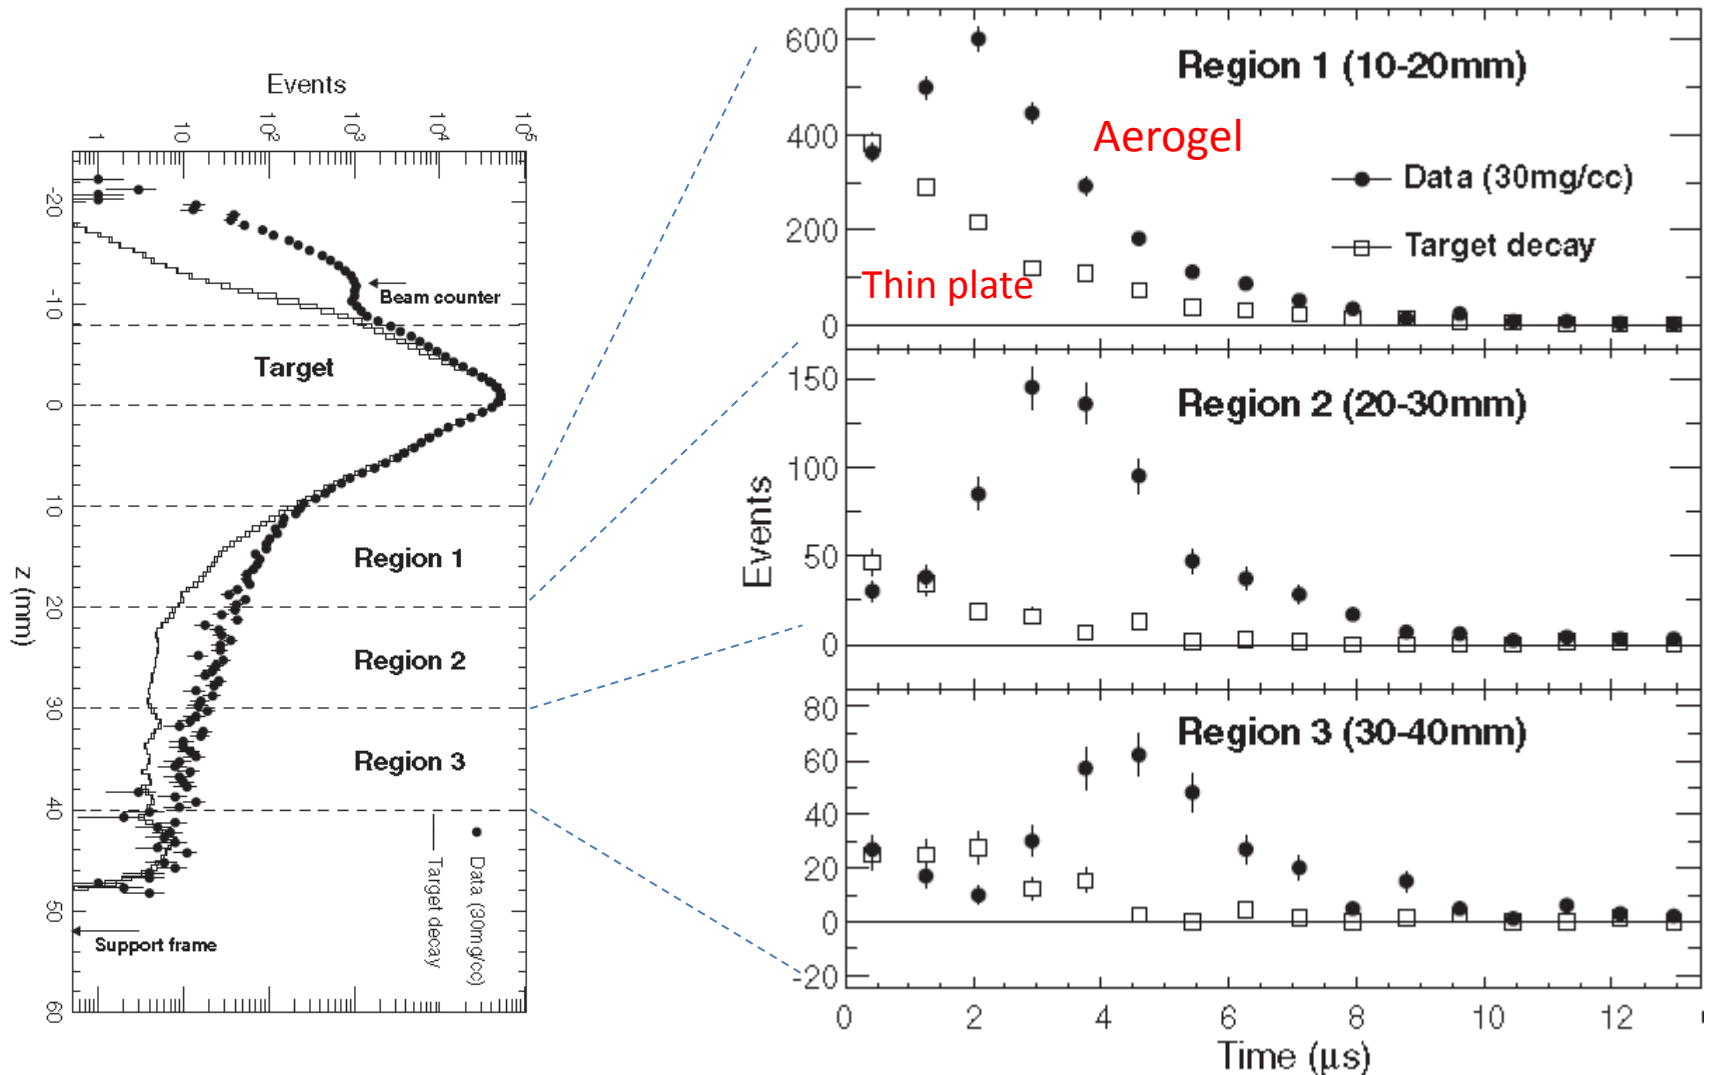 Events
1
10
10²
10³
10⁴
10⁵
-20
-10
0
10
20
30
40
50
60
z (mm)
Beam counter
Target
Region 1
Region 2
Region 3
Data (30mg/cc)
Target decay
Support frame
600
400
200
0
Region 1 (10-20mm)
Aerogel
Data (30mg/cc)
Target decay
Thin plate
150
100
50
0
Region 2 (20-30mm)
Events
80
60
40
20
0
-20
Region 3 (30-40mm)
0
2
4
6
8
10
12
Time (μs)